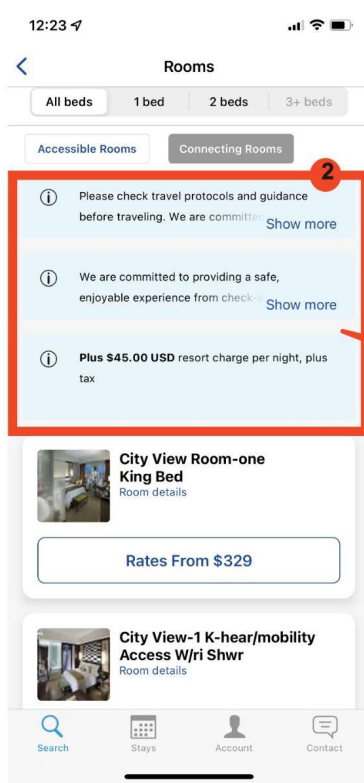 12:23
Rooms
All beds 1 bed 2 beds 3+ beds
Accessible Rooms Connecting Rooms
2
Please check travel protocols and guidance
before traveling. We are committed Show more
We are committed to providing a safe,
enjoyable experience from check-i Show more
Plus $45.00 USD resort charge per night, plus
tax
City View Room-one
King Bed
Room details
Rates From $329
City View-1 K-hear/mobility
Access W/ri Shwr
Room details
Search Stays Account Contact